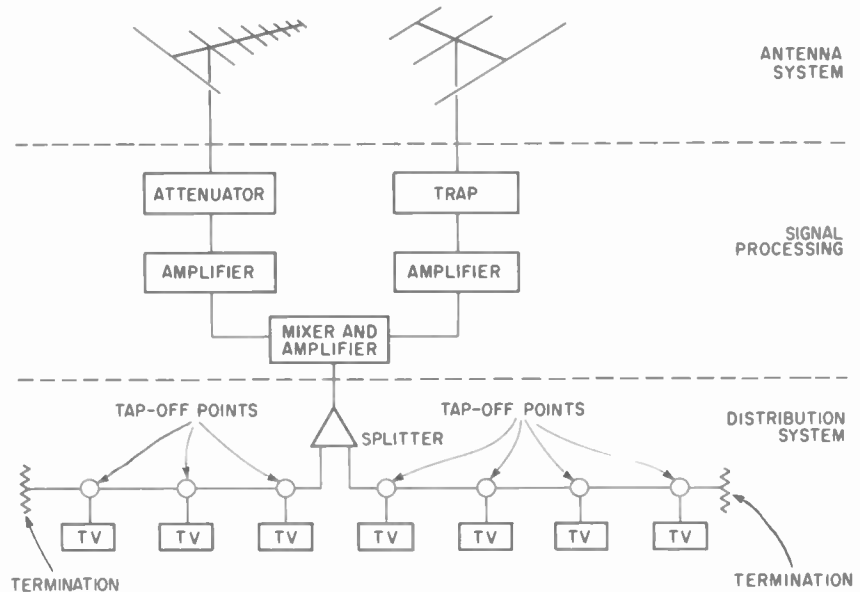 ANTENNA
SYSTEM
ATTENUATOR
TRAP
SIGNAL
PROCESSING
AMPLIFIER
AMPLIFIER
MIXER AND
AMPLIFIER
TAP-OFF POINTS
TAP-OFF POINTS
DISTRIBUTION
SYSTEM
SPLITTER
TV
TV
TV
TV
TV
TV
TV
TERMINATION
TERMINATION